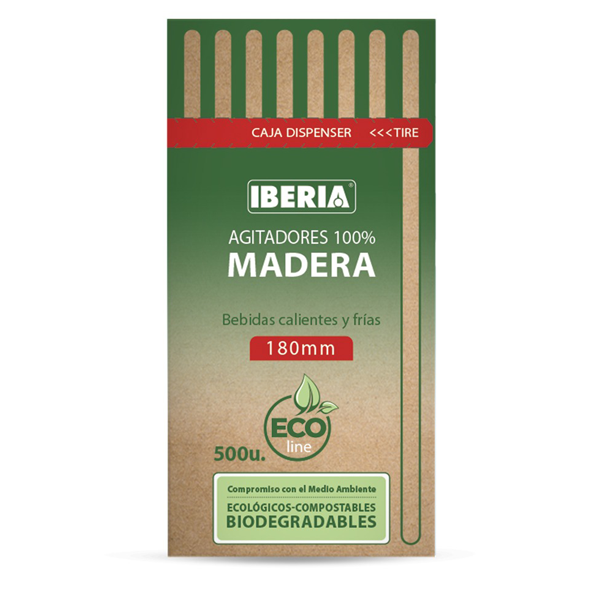 CAJA DISPENSER <<<TIRE
IBERIA®
AGITADORES 100%
MADERA
Bebidas calientes y frías
180mm
ECO
line
500u.
Compromiso con el Medio Ambiente
ECOLÓGICOS-COMPOSTABLES
BIODEGRADABLES